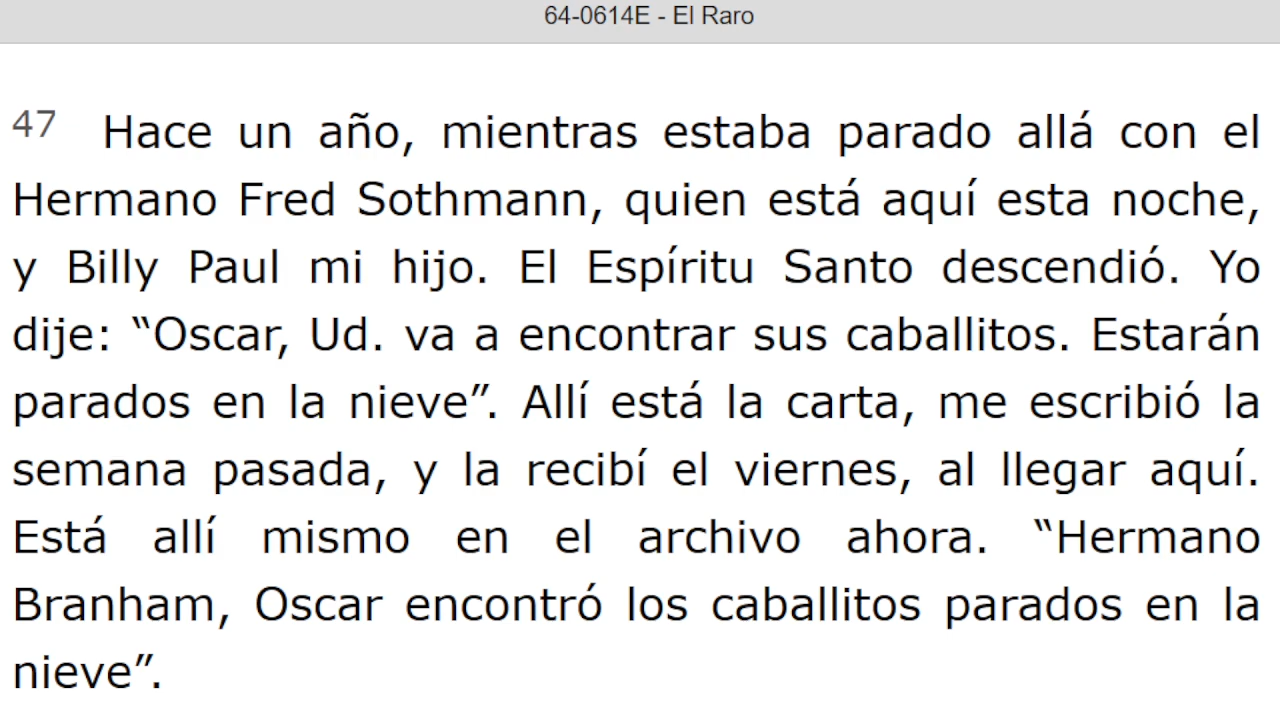 64-0614E - El Raro
47 Hace un año, mientras estaba parado allá con el
Hermano Fred Sothmann, quien está aquí esta noche,
y Billy Paul mi hijo. El Espíritu Santo descendió. Yo
dije: “Oscar, Ud. va a encontrar sus caballitos. Estarán
parados en la nieve”. Allí está la carta, me escribió la
semana pasada, y la recibí el viernes, al llegar aquí.
Está allí mismo en el archivo ahora. “Hermano
Branham, Oscar encontró los caballitos parados en la
nieve”.